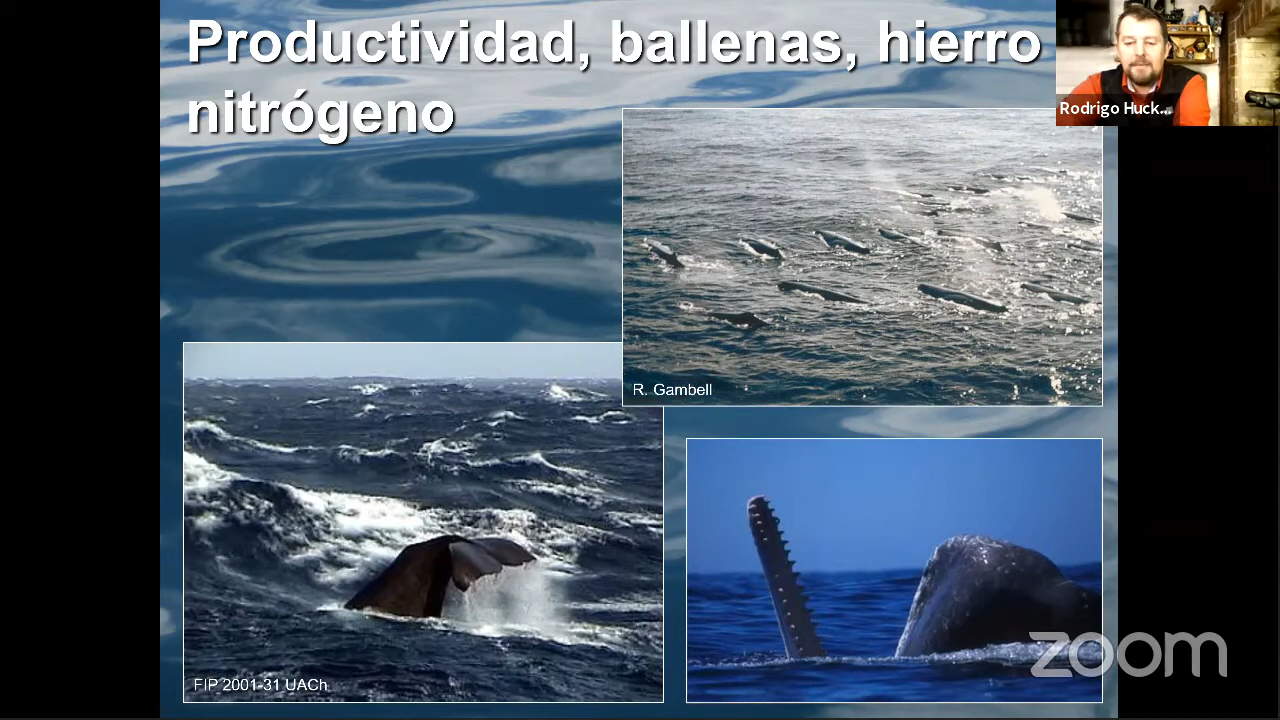 Productividad, ballenas, hierro
nitrógeno
Rodrigo Huck...
R. Gambell
FIP 2001-31 UACh
zoom